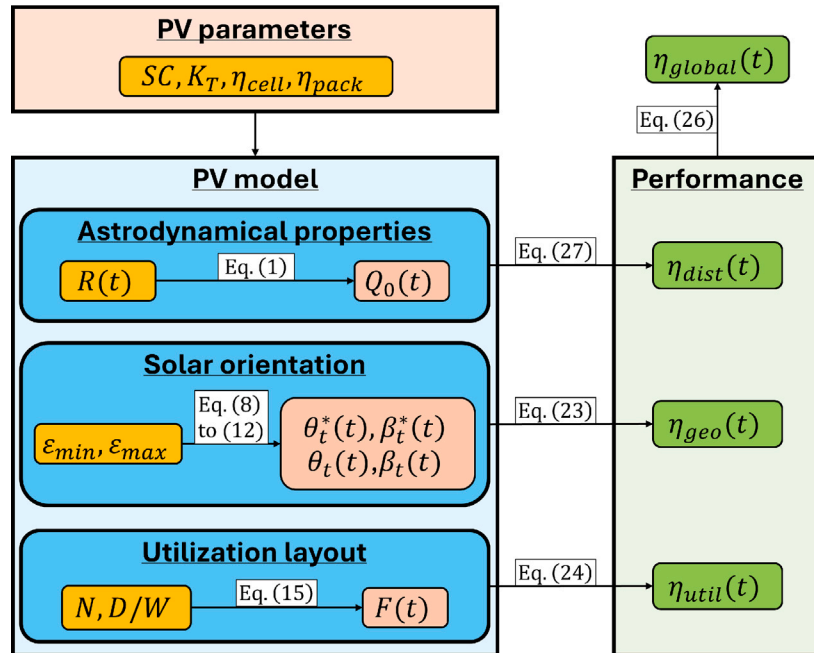 PV parameters
SC, K_T, η_cell, η_pack
η_global(t)
Eq. (26)
PV model
Performance
Astrodynamical properties
R(t)
Eq. (1)
Q_0(t)
Eq. (27)
η_dist(t)
Solar orientation
ε_min, ε_max
Eq. (8)
to (12)
θ_t^*(t), β_t^*(t)
θ_t(t), β_t(t)
Eq. (23)
η_geo(t)
Utilization layout
N, D/W
Eq. (15)
F(t)
Eq. (24)
η_util(t)